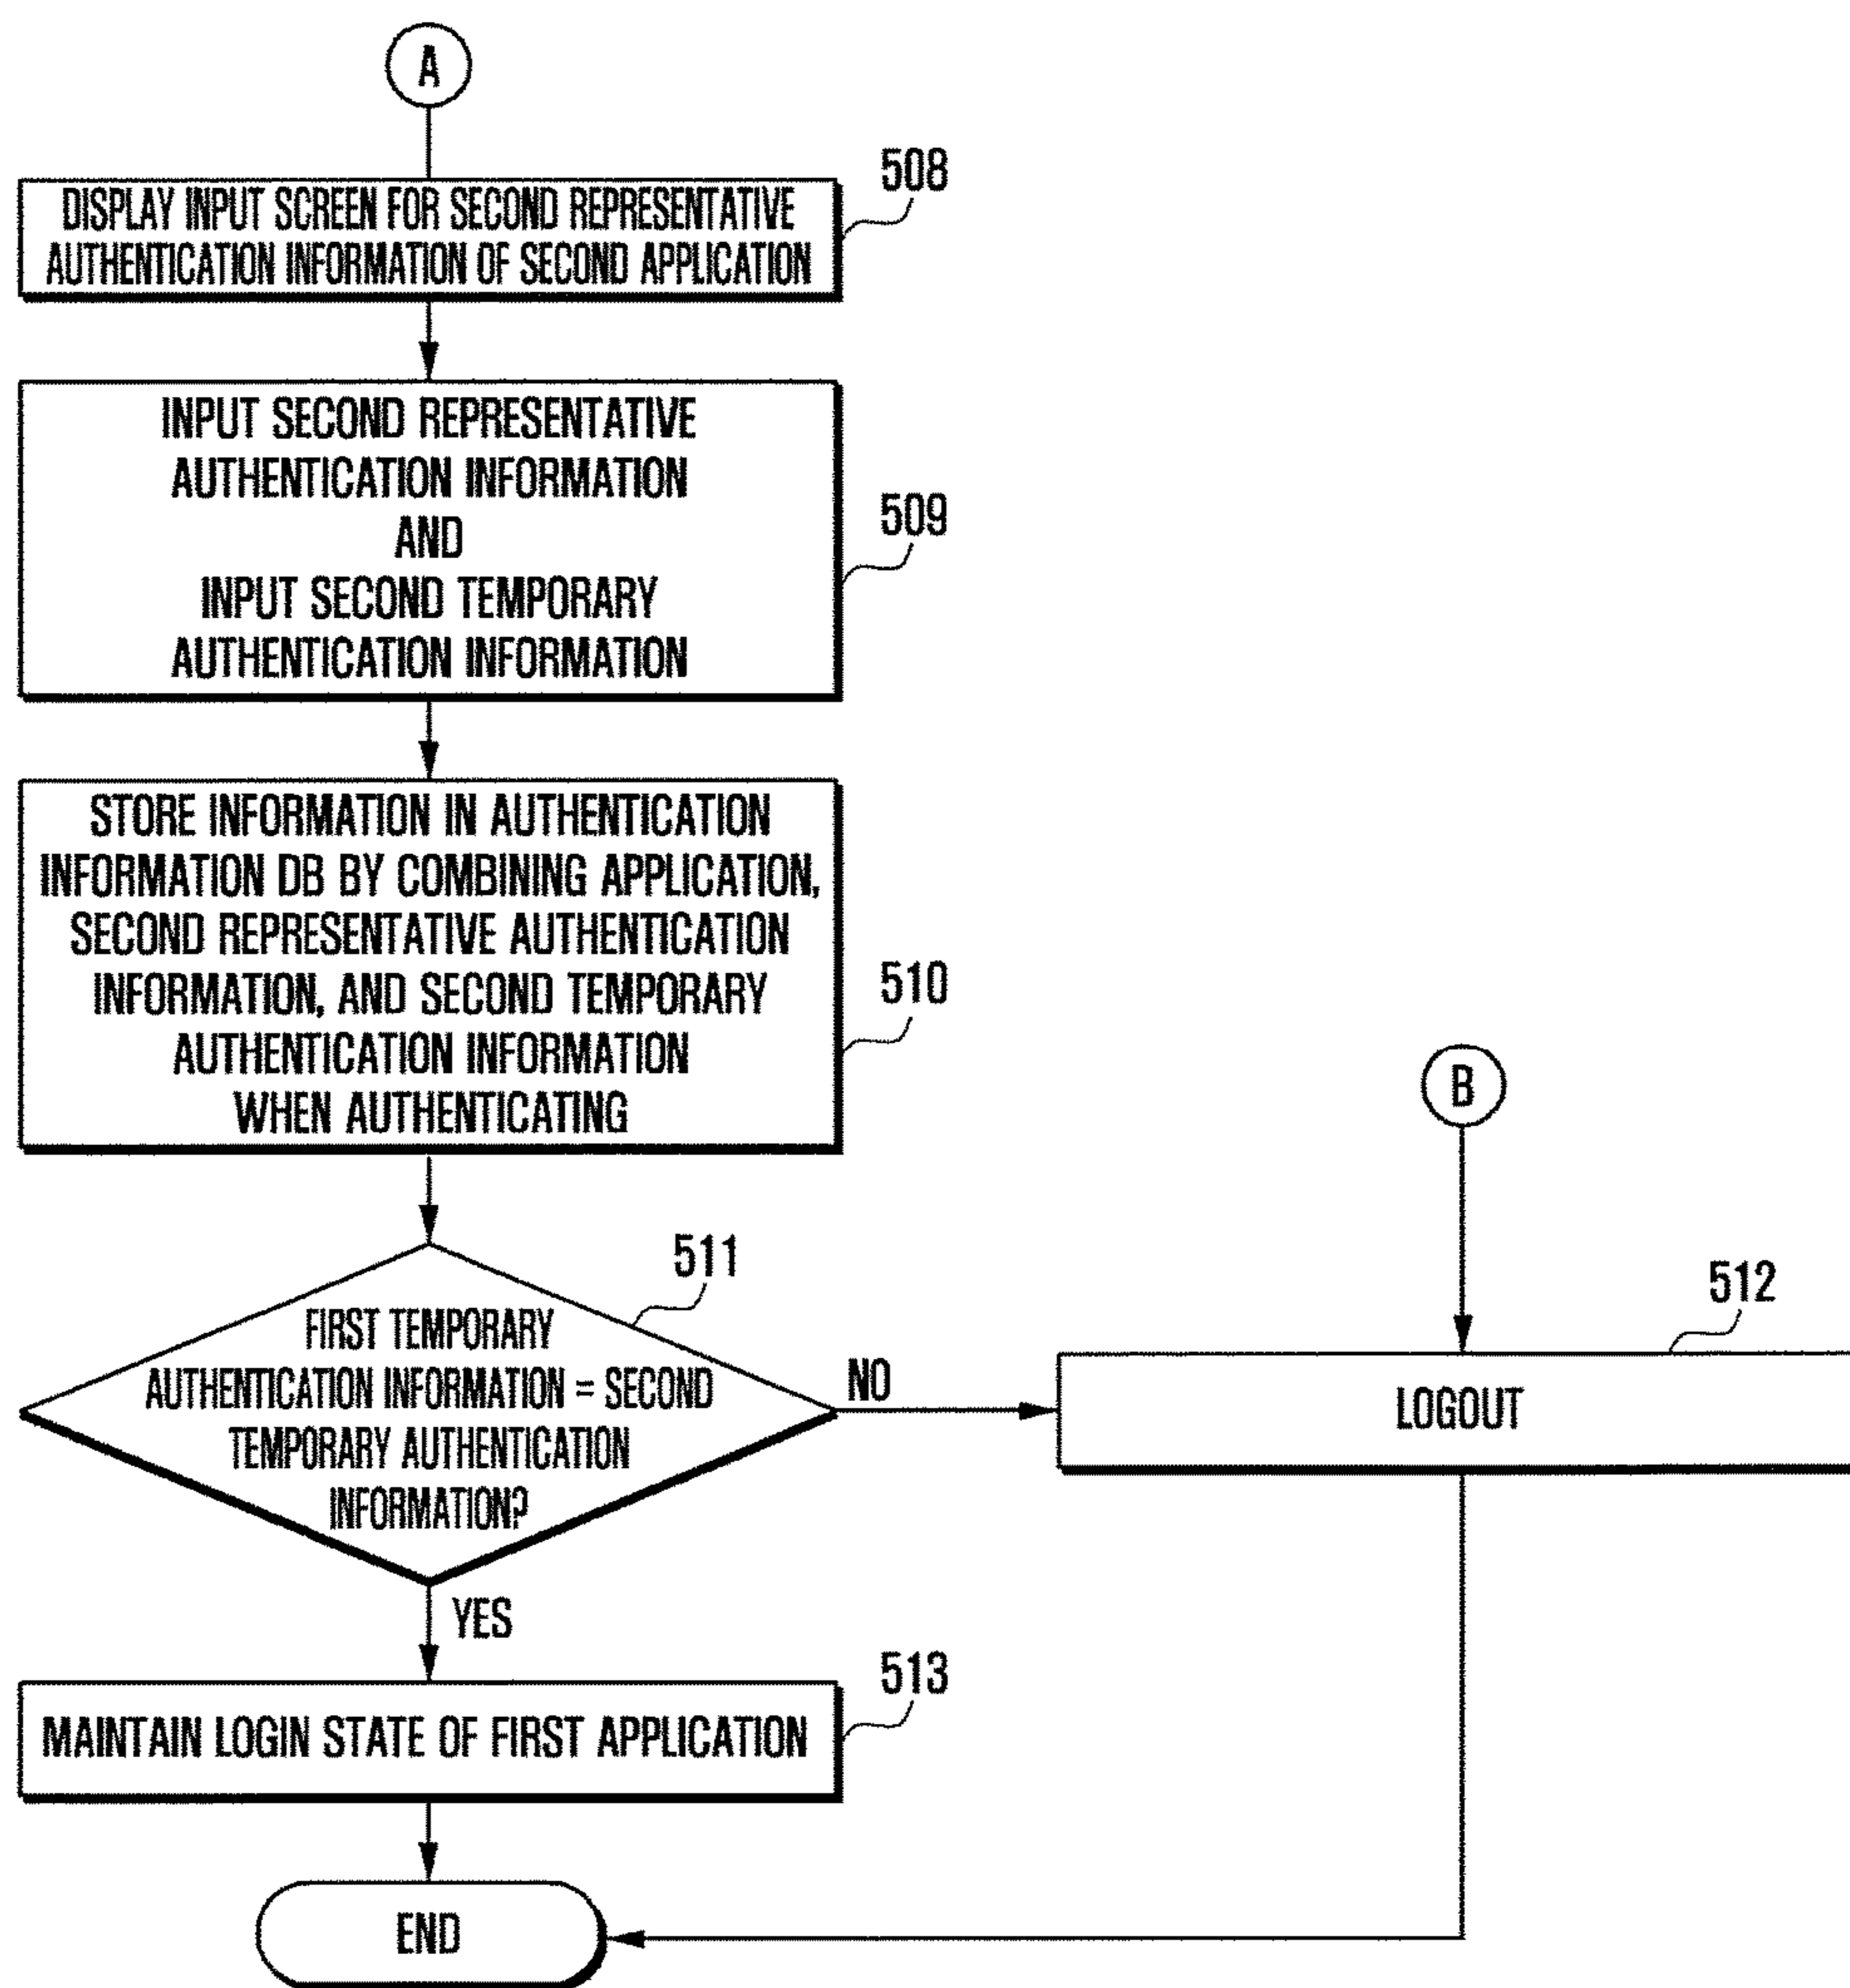 A
508
DISPLAY INPUT SCREEN FOR SECOND REPRESENTATIVE
AUTHENTICATION INFORMATION OF SECOND APPLICATION
INPUT SECOND REPRESENTATIVE
AUTHENTICATION INFORMATION
AND
INPUT SECOND TEMPORARY
AUTHENTICATION INFORMATION
509
STORE INFORMATION IN AUTHENTICATION
INFORMATION DB BY COMBINING APPLICATION,
SECOND REPRESENTATIVE AUTHENTICATION
INFORMATION, AND SECOND TEMPORARY
AUTHENTICATION INFORMATION
WHEN AUTHENTICATING
510
B
511
FIRST TEMPORARY
AUTHENTICATION INFORMATION = SECOND
TEMPORARY AUTHENTICATION
INFORMATION?
NO
512
LOGOUT
YES
513
MAINTAIN LOGIN STATE OF FIRST APPLICATION
END